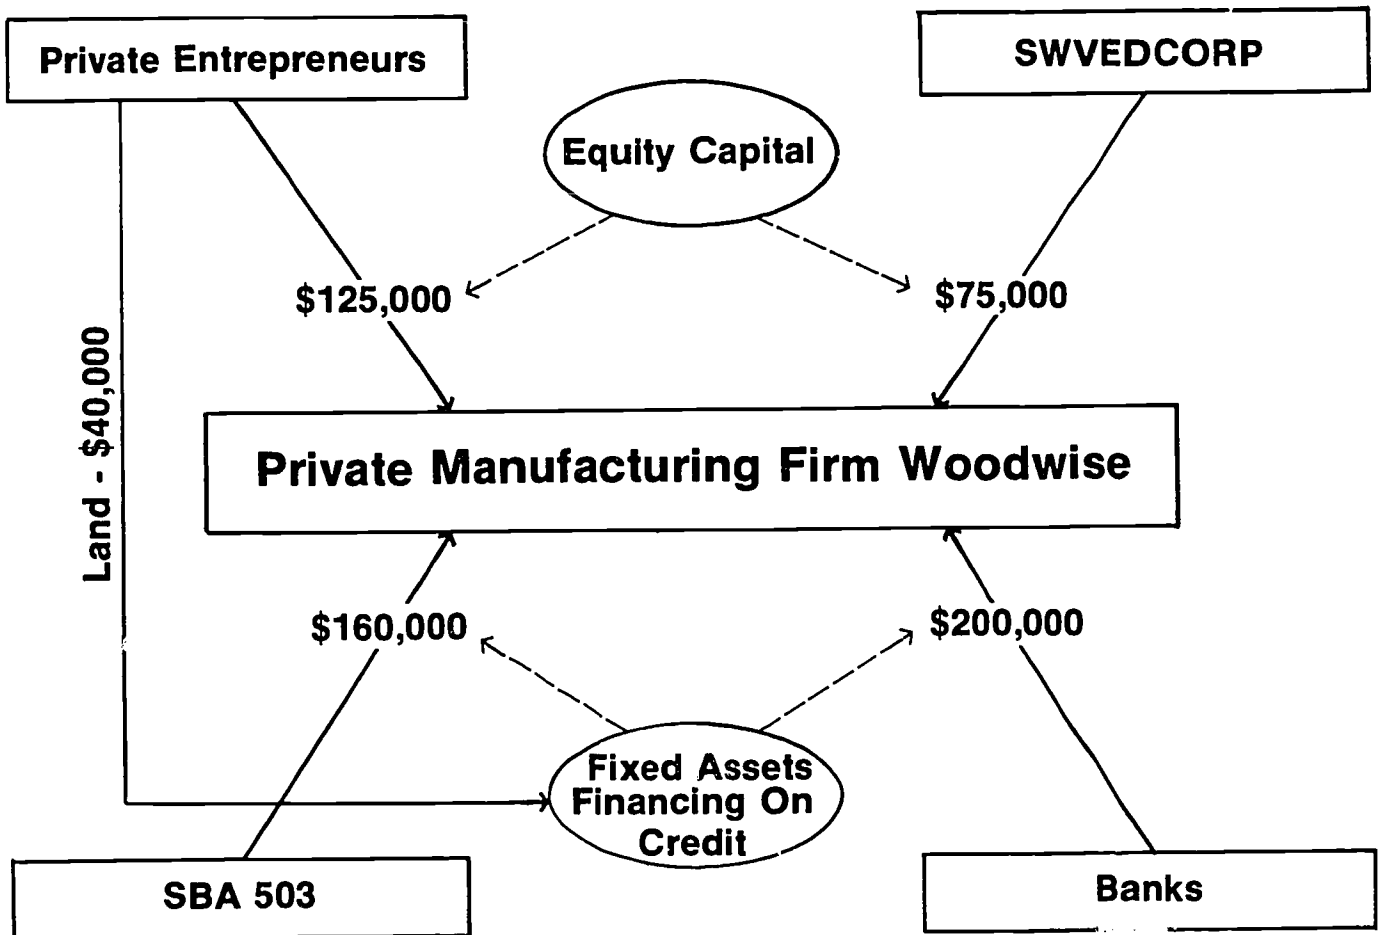 Private Entrepreneurs
SWVEDCORP
Equity Capital
$125,000
$75,000
Land - $40,000
Private Manufacturing Firm Woodwise
$160,000
$200,000
Fixed Assets
Financing On
Credit
SBA 503
Banks